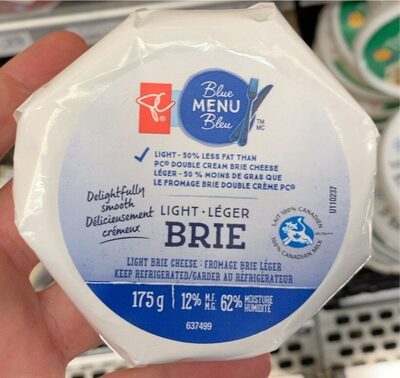 PC
Blue
MENU
Bleu
TM
MC
✓ LIGHT - 50% LESS FAT THAN
PC® DOUBLE CREAM BRIE CHEESE
LÉGER - 50 % MOINS DE GRAS QUE
LE FROMAGE BRIE DOUBLE CRÈME PC®
Delightfully
smooth
Délicieusement
crémeux
LIGHT · LÉGER
BRIE
U110237
LAIT 100% CANADIEN
100% CANADIAN MILK
LIGHT BRIE CHEESE · FROMAGE BRIE LÉGER
KEEP REFRIGERATED/GARDER AU RÉFRIGÉRATEUR
175 g 12% M.F. M.G. 62% MOISTURE HUMIDITÉ
637499